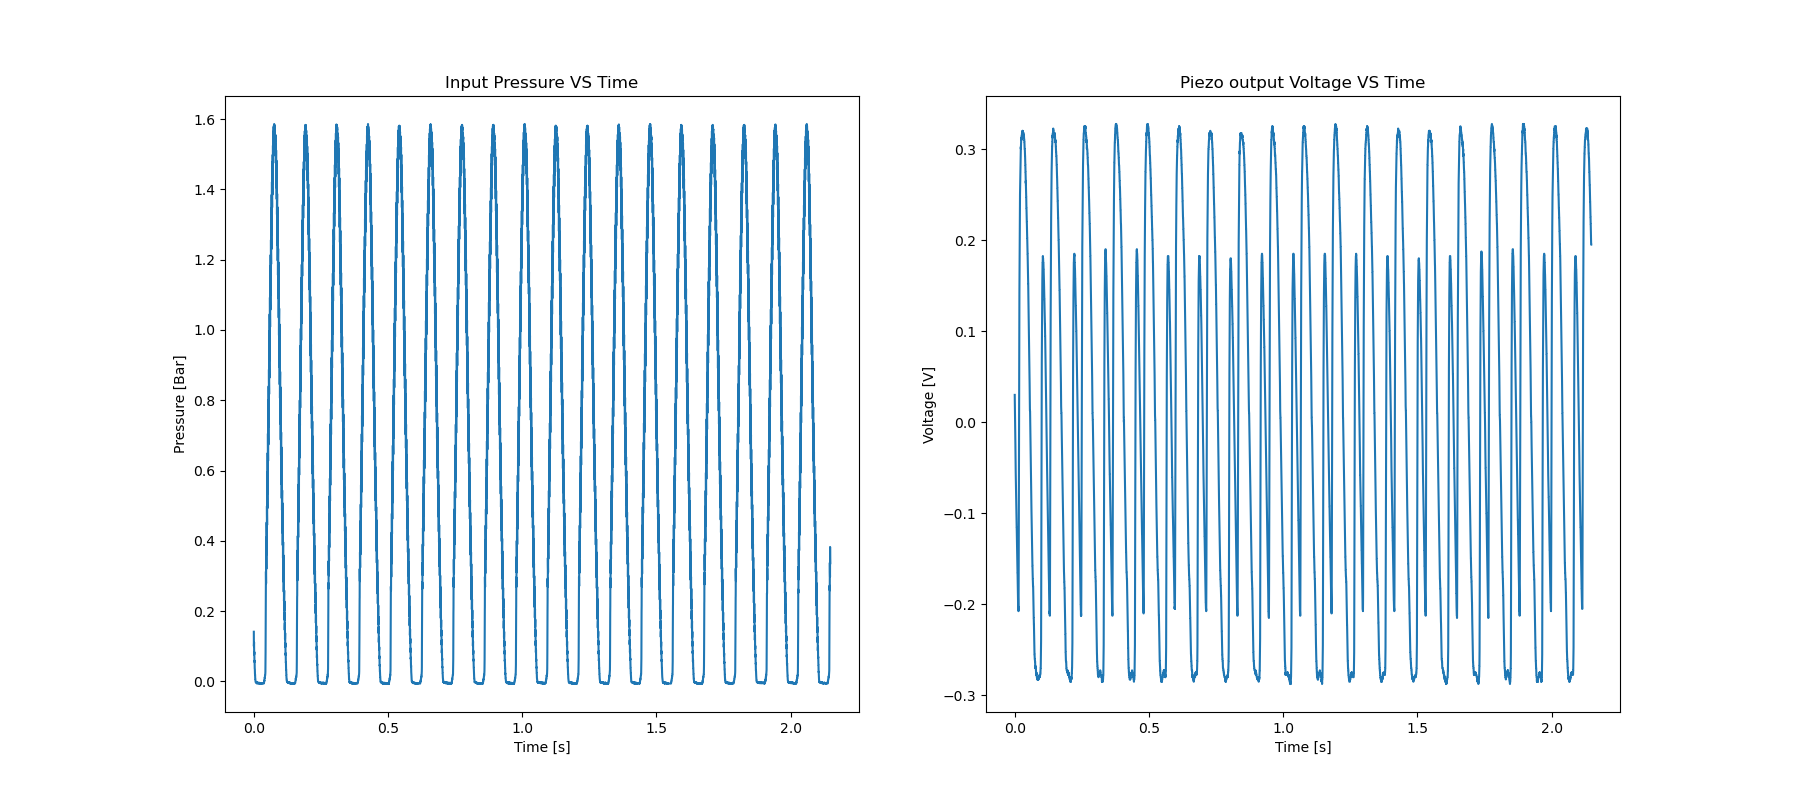 Input Pressure VS Time
Pressure [Bar]
1.6
1.4
1.2
1.0
0.8
0.6
0.4
0.2
0.0
0.0 0.5 1.0 1.5 2.0
Time [s]
Piezo output Voltage VS Time
Voltage [V]
0.3
0.2
0.1
0.0
−0.1
−0.2
−0.3
0.0 0.5 1.0 1.5 2.0
Time [s]